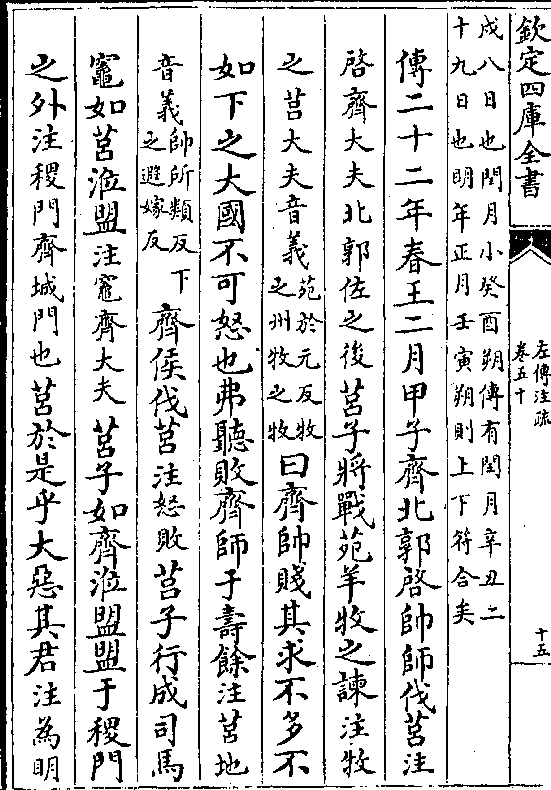 欽定四庫全書
左傳注疏
卷五十
十五
戍八日也閏月小癸酉朔傳有閏月辛丑二
十九日也明年正月壬寅朔則上下符合矣
傳二十二年春王二月甲子齊北郭啓帥師伐莒注
啓齊大夫北郭佐之後莒子將戰苑羊牧之諫注牧
之莒大夫音義苑於元反牧
之州牧之牧曰齊帥賤其求不多不
如下之大國不可怒也弗聽敗齊師于壽餘注莒地
音義帥所類反下
之遐嫁反齊侯伐莒注怒敗莒子行成司馬
竈如莒涖盟注竈齊大夫莒子如齊涖盟盟于稷門
之外注稷門齊城門也莒於是乎大惡其君注為明